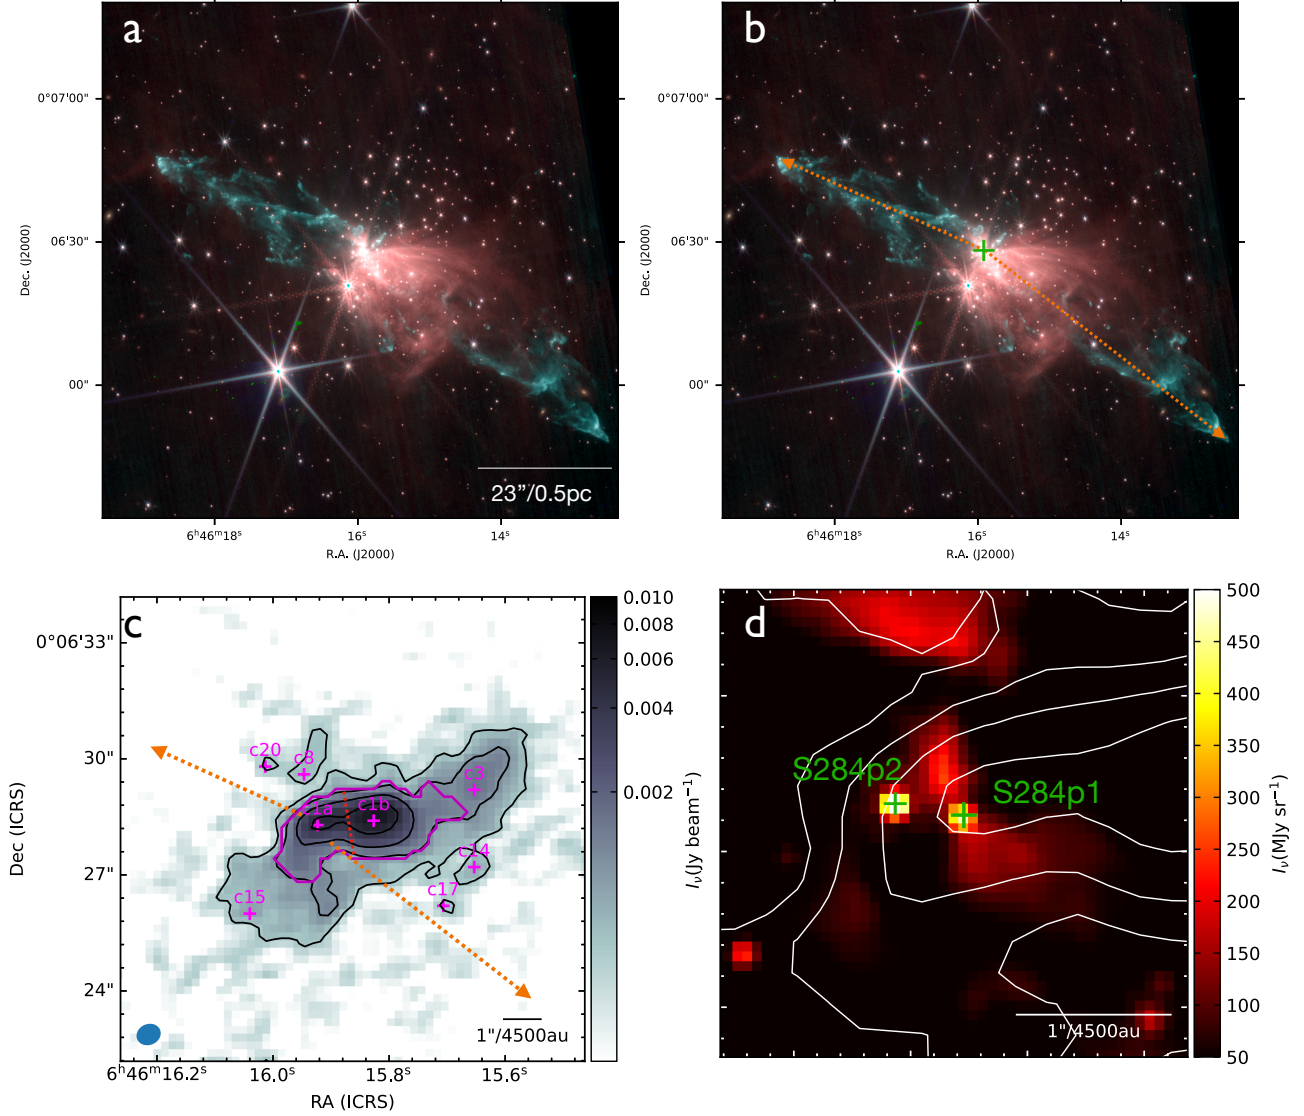 a
b
0°07'00"
06'30"
00"
Dec. (J2000)
23”/0.5pc
6ʰ46ᵐ18ˢ
16ˢ
14ˢ
R.A. (J2000)
0°07'00"
06'30"
00"
Dec. (J2000)
6ʰ46ᵐ18ˢ
16ˢ
14ˢ
R.A. (J2000)
c
0°06'33"
30"
27"
24"
Dec (ICRS)
c20
c8
c3
c1b
c14
c15
c17
1"/4500au
6ʰ46ᵐ16.2ˢ
16.0ˢ
15.8ˢ
15.6ˢ
RA (ICRS)
0.010
0.008
0.006
0.004
0.002
Iᵥ(Jy beam⁻¹)
d
S284p2
S284p1
1"/4500au
500
450
400
350
300
250
200
150
100
50
Iᵥ(MJy sr⁻¹)